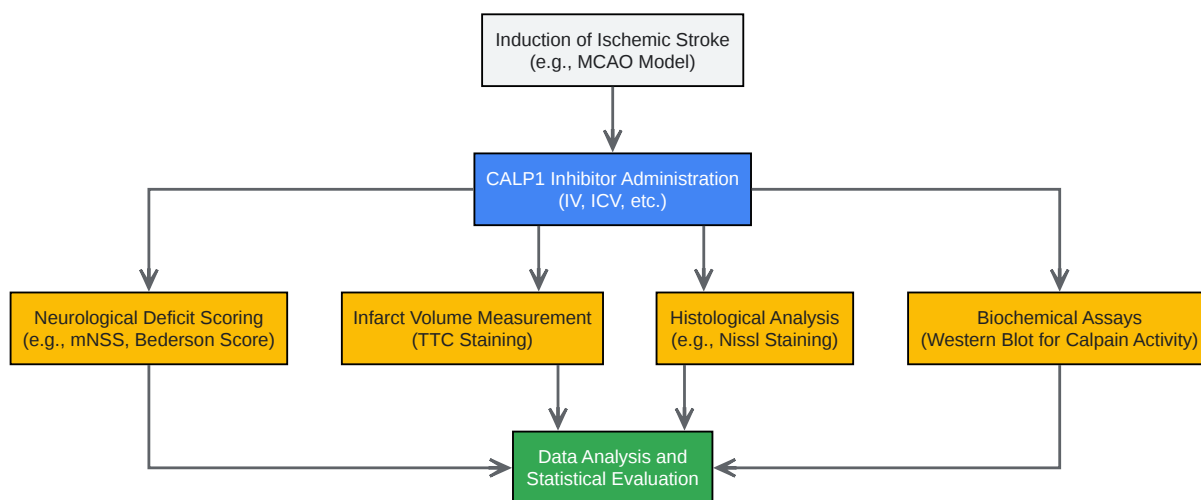 Induction of Ischemic Stroke
(e.g., MCAO Model)
CALP1 Inhibitor Administration
(IV, ICV, etc.)
Neurological Deficit Scoring
(e.g., mNSS, Bederson Score)
Infarct Volume Measurement
(TTC Staining)
Histological Analysis
(e.g., Nissl Staining)
Biochemical Assays
(Western Blot for Calpain Activity)
Data Analysis and
Statistical Evaluation